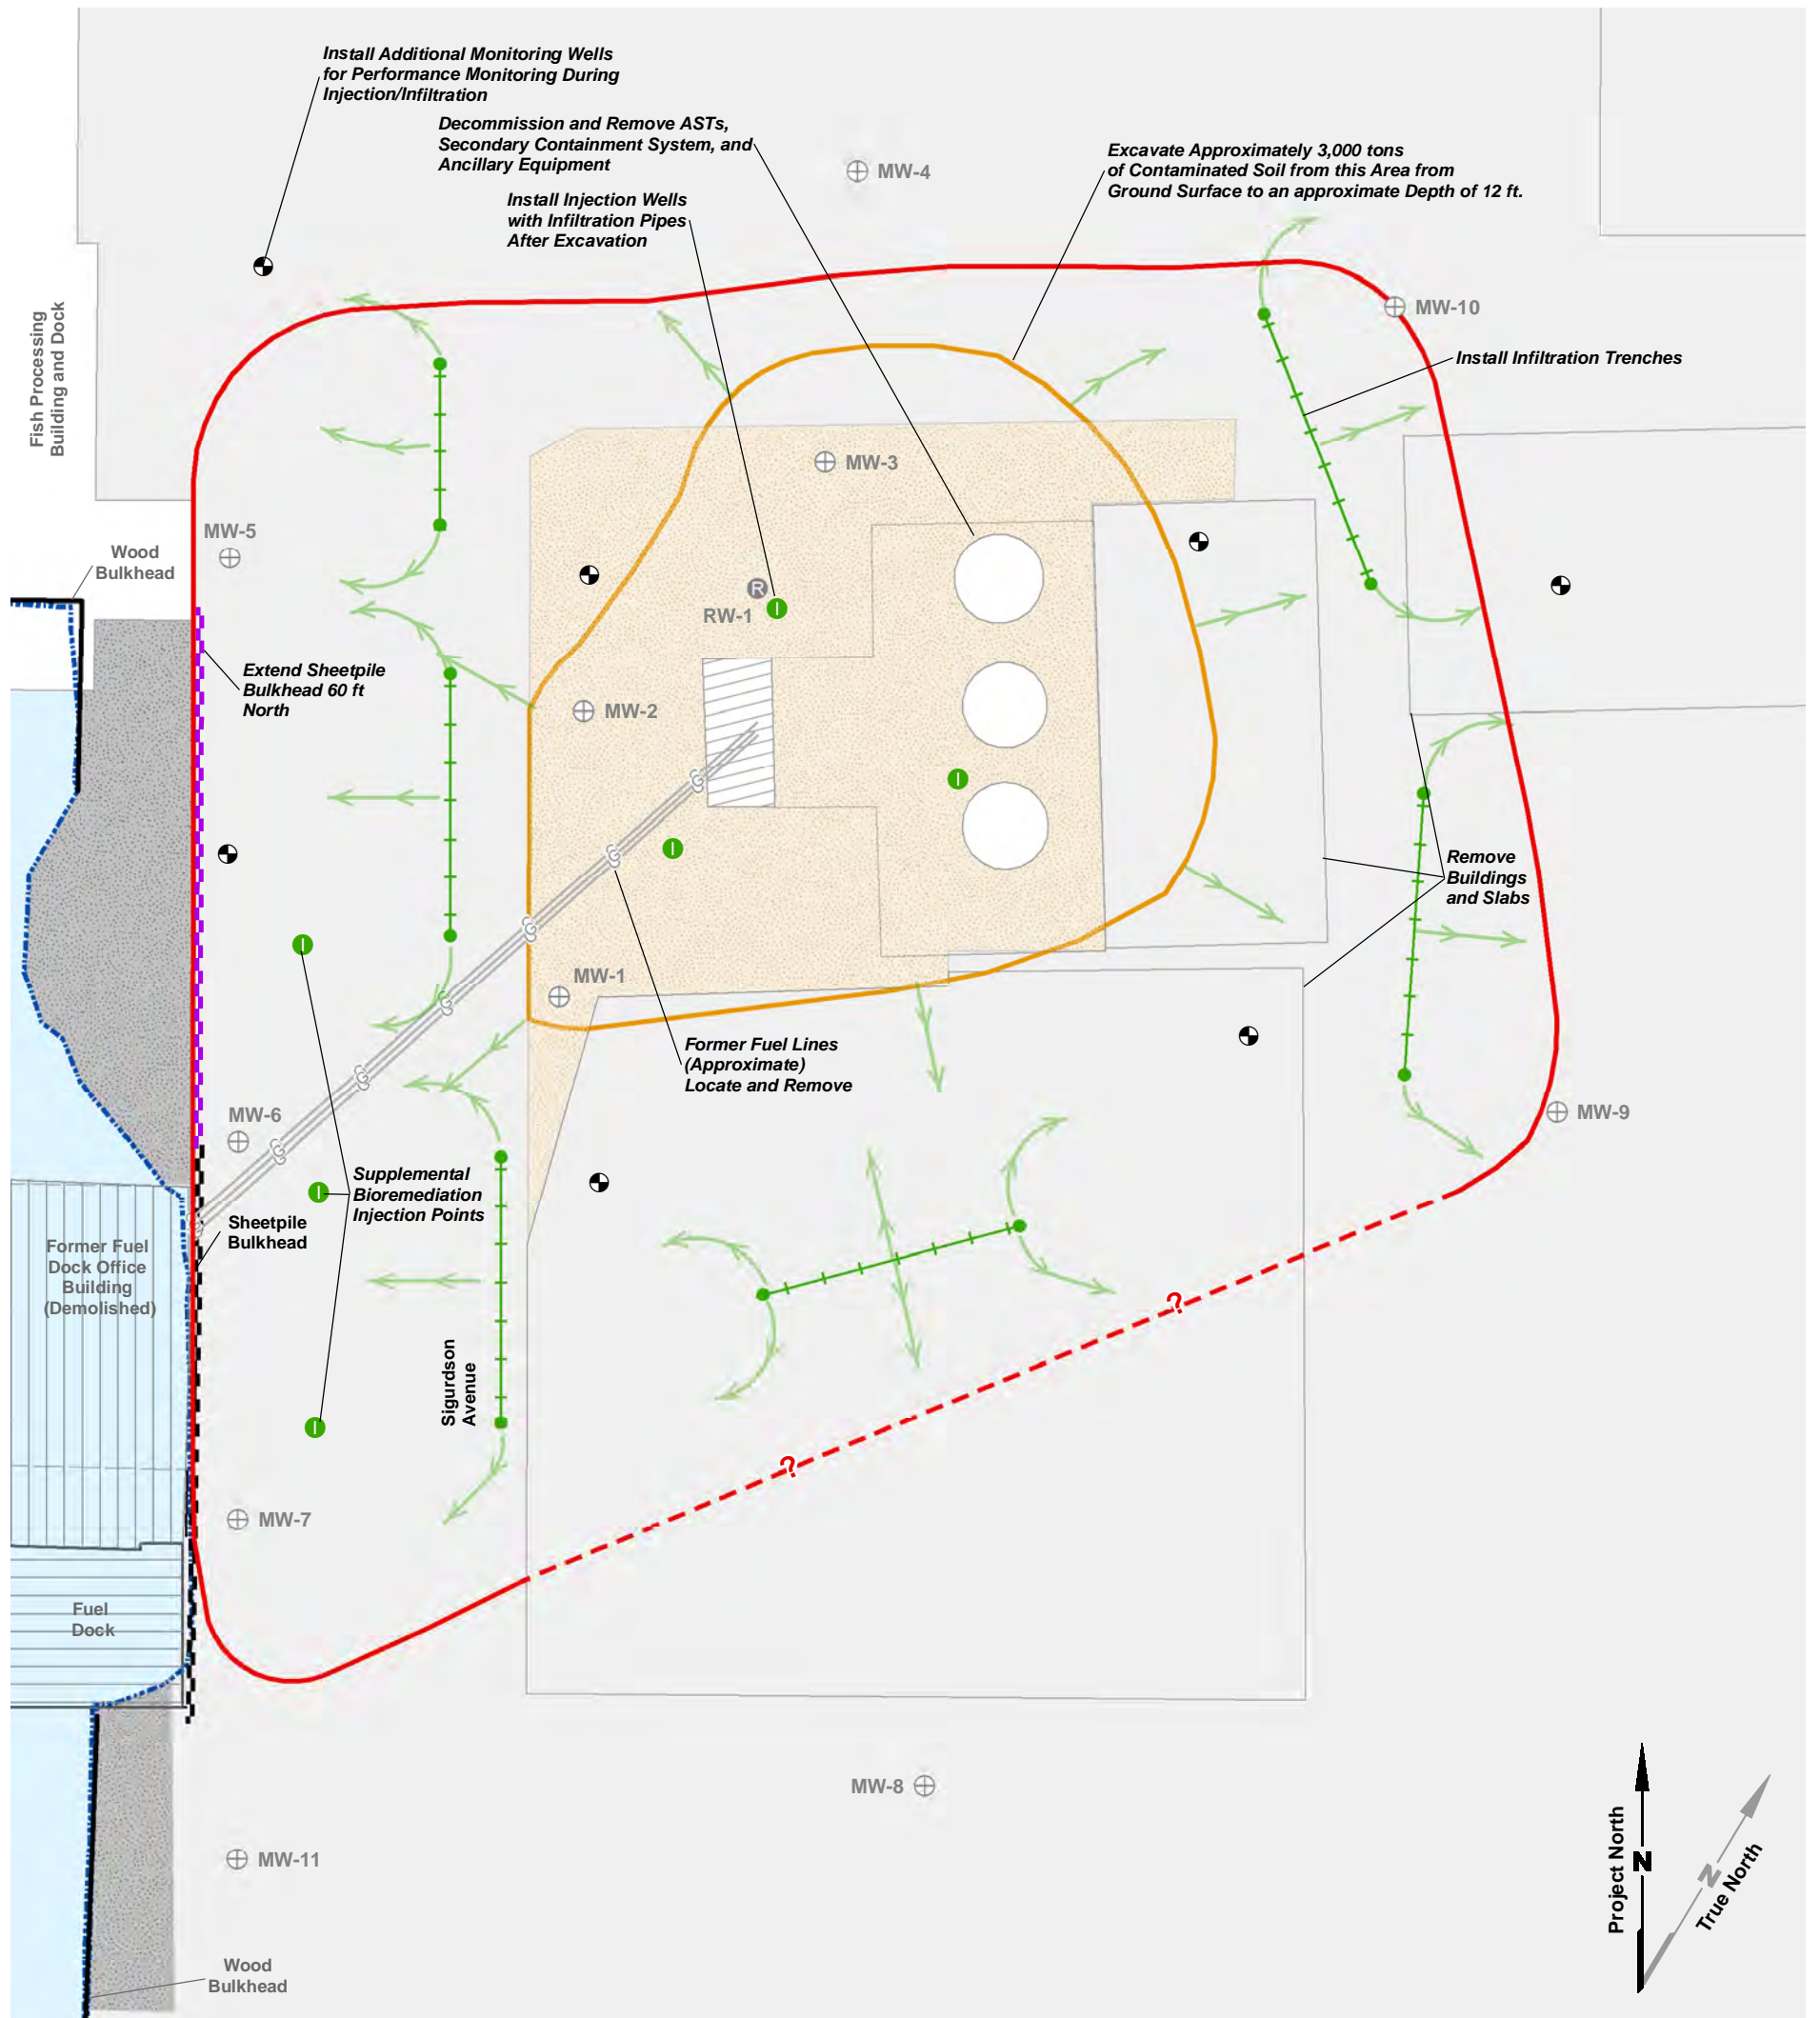 Install Additional Monitoring Wells
for Performance Monitoring During
Injection/Infiltration
Decommission and Remove ASTs,
Secondary Containment System, and
Ancillary Equipment
Install Injection Wells
with Infiltration Pipes
After Excavation
MW-4
Excavate Approximately 3,000 tons
of Contaminated Soil from this Area from
Ground Surface to an approximate Depth of 12 ft.
Fish Processing
Building and Dock
MW-10
Install Infiltration Trenches
MW-3
MW-5
Wood
Bulkhead
R
RW-1
I
Extend Sheetpile
Bulkhead 60 ft
North
MW-2
I
I
G
G
G
G
G
G
Remove
Buildings
and Slabs
I
MW-1
G
G
Former Fuel Lines
(Approximate)
Locate and Remove
G
G
MW-6
G
G
MW-9
I
Supplemental
Bioremediation
Injection Points
Sheetpile
Bulkhead
Former Fuel
Dock Office
Building
(Demolished)
?
Sigurdson
Avenue
I
?
MW-7
Fuel
Dock
MW-8
MW-11
Wood
Bulkhead
Project North
N
N
True North